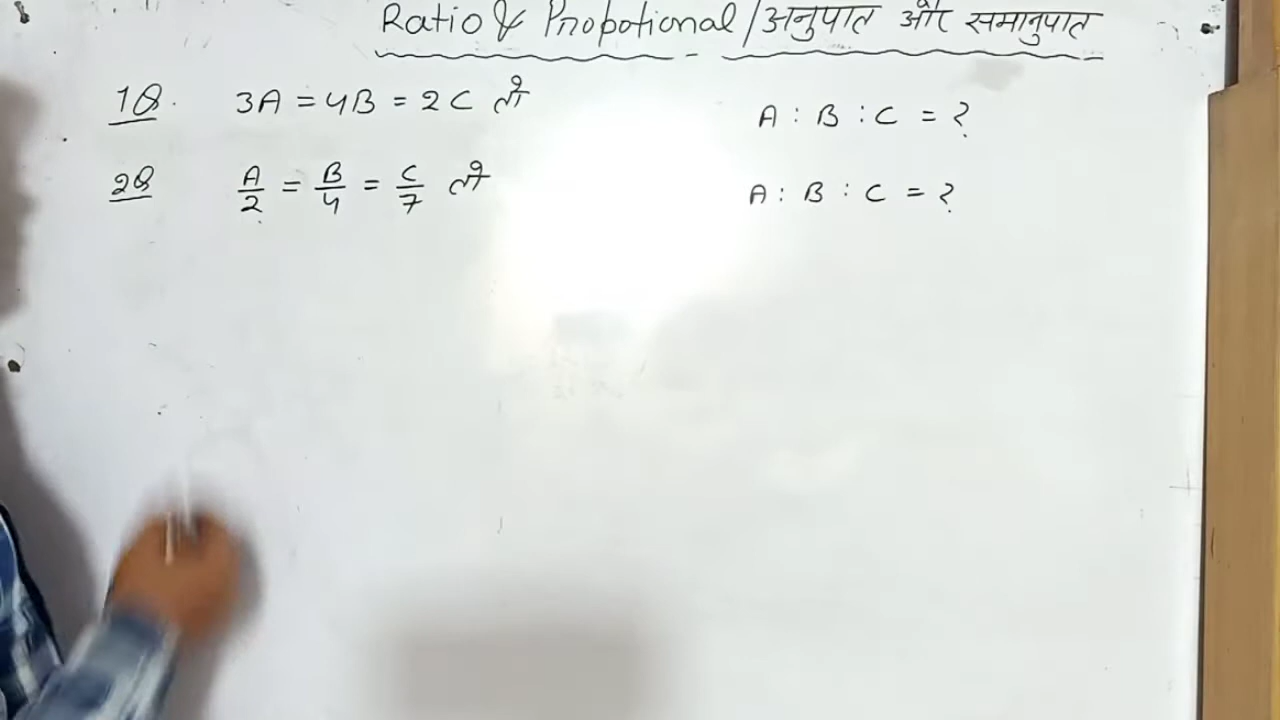 Ratio & Propotional / अनुपात और समानुपात
1Q. 3A = 4B = 2C तो A : B : C = ?
2Q A/2 = B/4 = C/7 तो A : B : C = ?